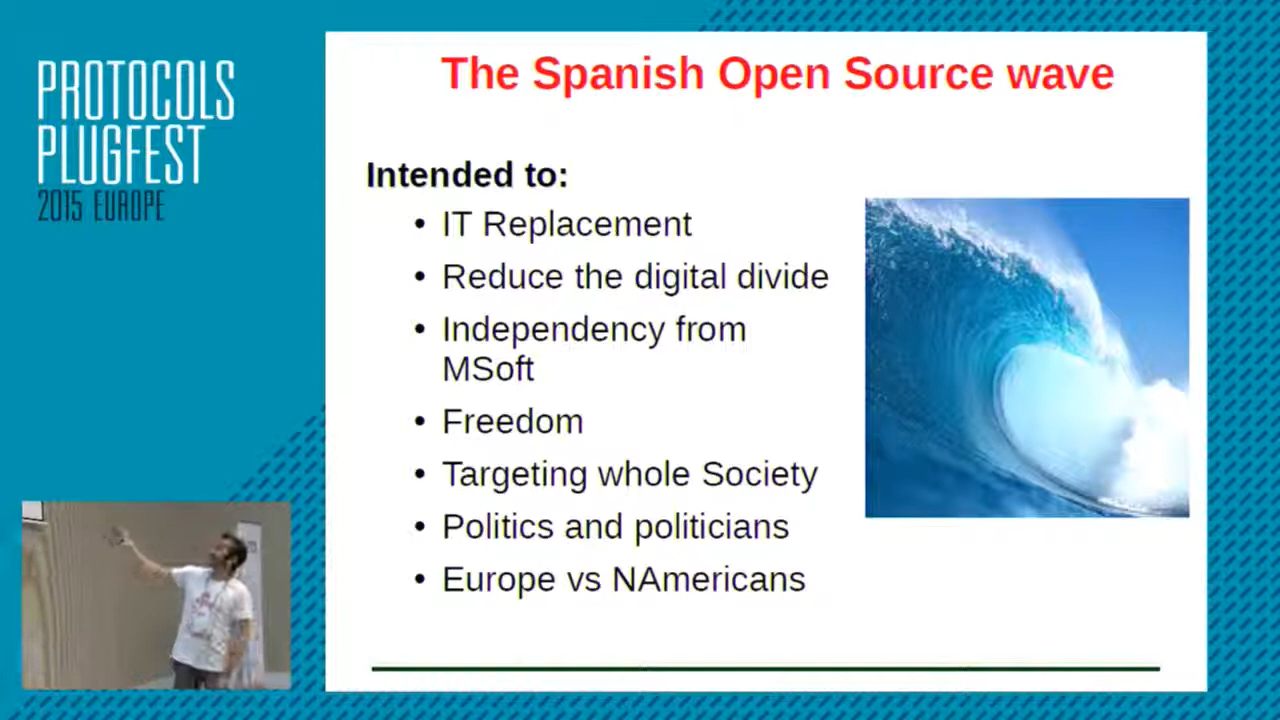 PROTOCOLS
PLUGFEST
2015 EUROPE
The Spanish Open Source wave
Intended to:
• IT Replacement
• Reduce the digital divide
• Independency from
MSoft
• Freedom
• Targeting whole Society
• Politics and politicians
• Europe vs NAmericans